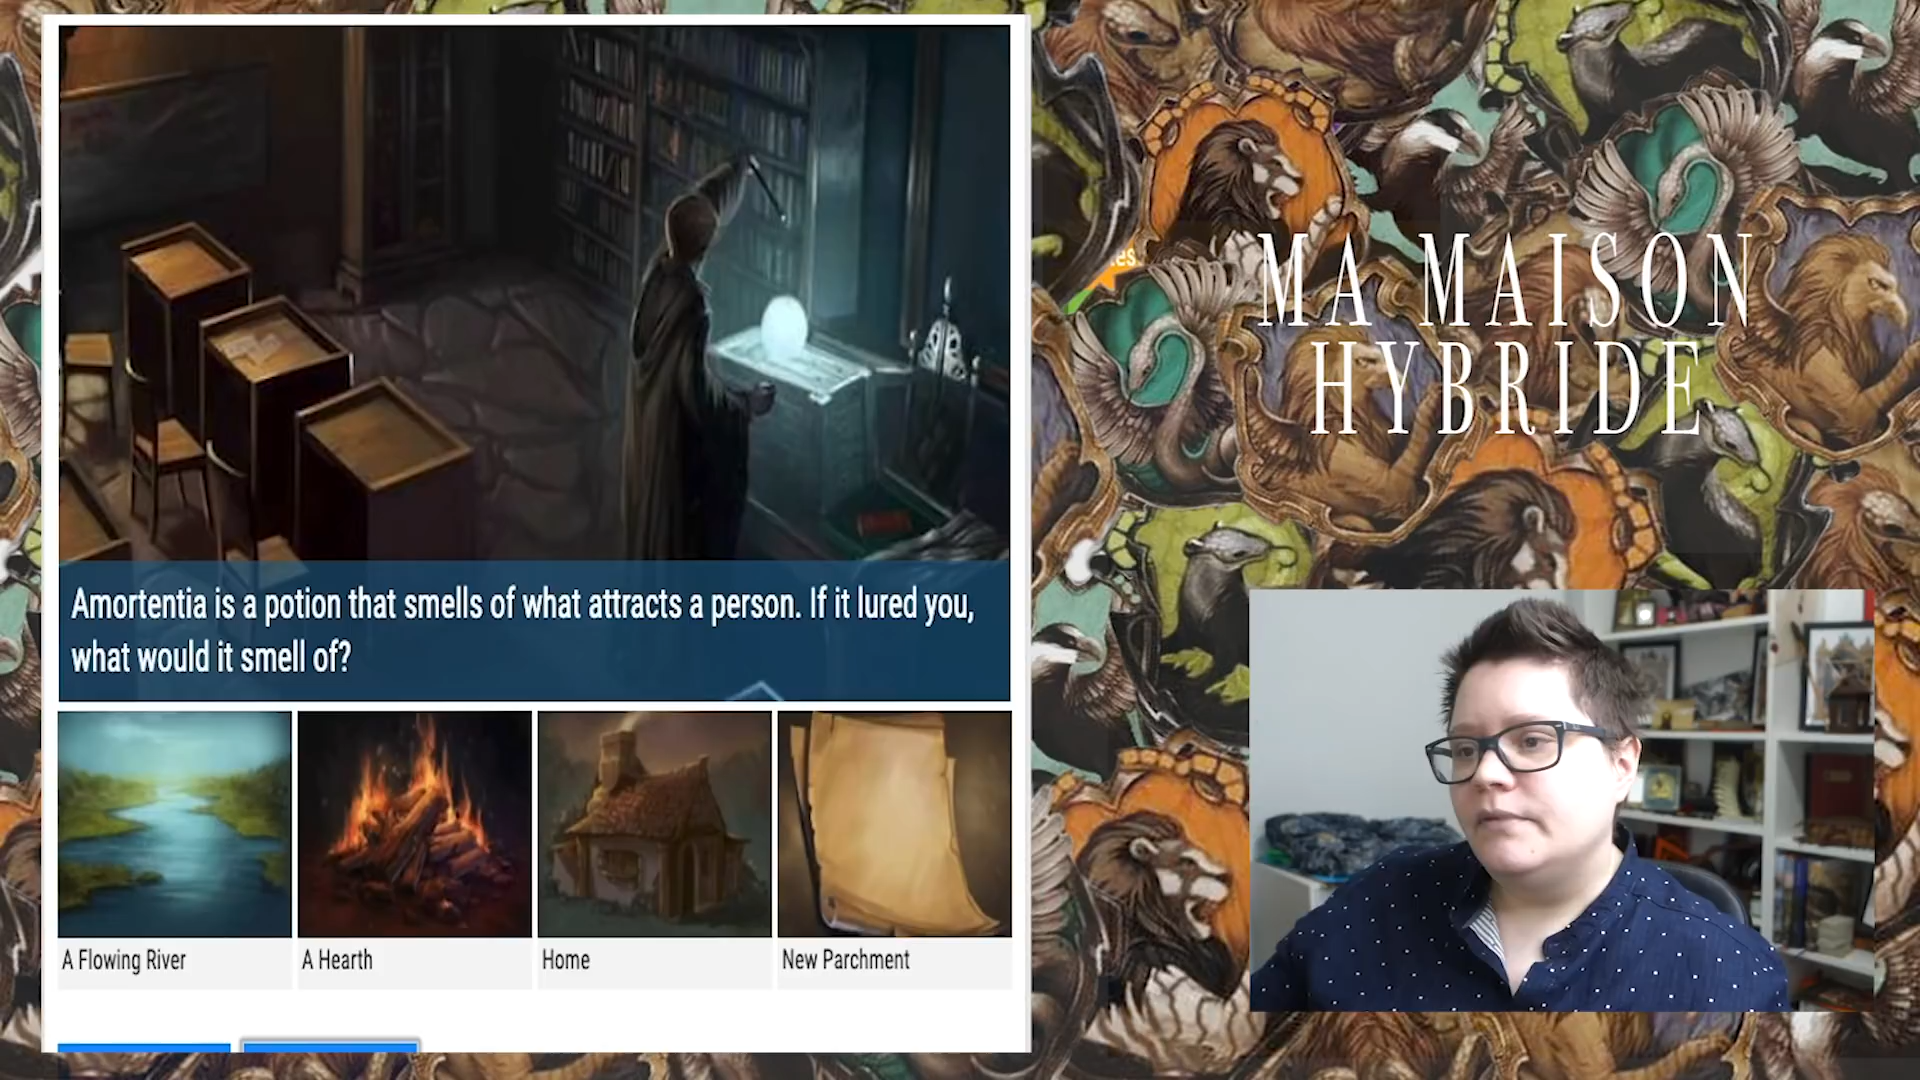 Amortentia is a potion that smells of what attracts a person. If it lured you,
what would it smell of?
A Flowing River
A Hearth
Home
New Parchment
MA MAISON
HYBRIDE